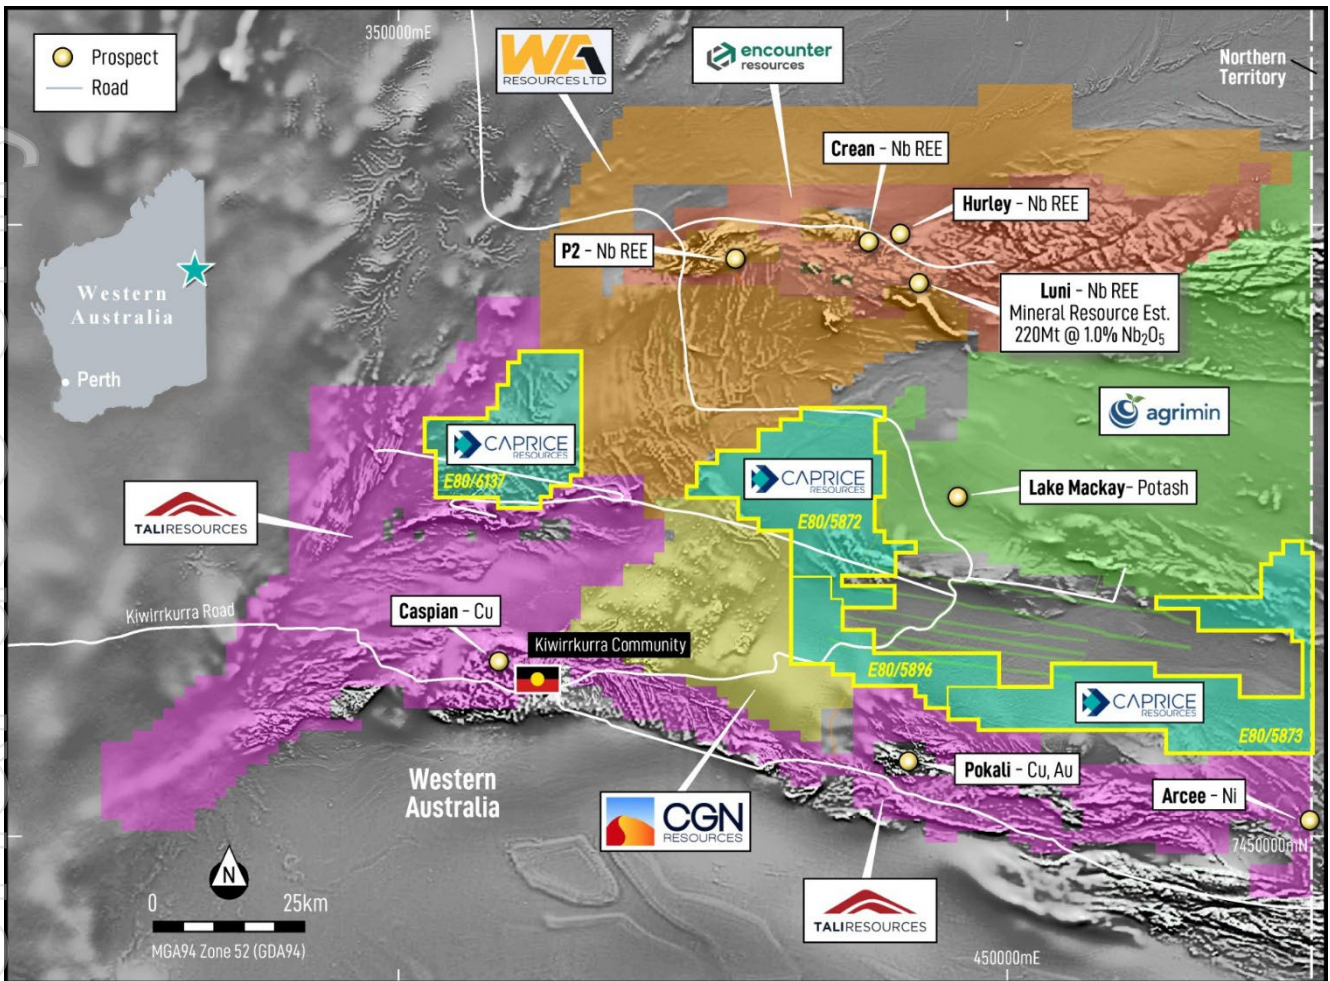 350000mE
Prospect
Road
WA
RESOURCES LTD
encounter
resources
Northern
Territory
Crean - Nb REE
Hurley - Nb REE
P2 - Nb REE
Luni - Nb REE
Mineral Resource Est.
220Mt @ 1.0% Nb₂O₅
Western
Australia
Perth
agrimin
CAPRICE
RESOURCES
E80/6137
CAPRICE
RESOURCES
E80/5872
Lake Mackay- Potash
TALIRESOURCES
Kiwirrkurra Road
Caspian - Cu
Kiwirrkurra Community
E80/5896
CAPRICE
RESOURCES
E80/5873
Western
Australia
Pokali - Cu, Au
Arcee - Ni
CGN
RESOURCES
7450000mN
N
0 25km
MGA94 Zone 52 (GDA94)
TALIRESOURCES
450000mE